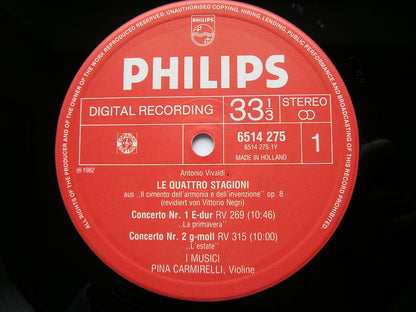 ALL RIGHTS OF THE PRODUCER AND OF THE OWNER OF THE WORK REPRODUCED RESERVED. UNAUTHORISED COPYING, HIRING, LENDING, PUBLIC PERFORMANCE AND BROADCASTING OF THIS RECORD PROHIBITED
PHILIPS
PHILIPS
DIGITAL RECORDING
33 1/3
STEREO
6514 275
6514 275.1Y
MADE IN HOLLAND
1
℗ 1982
Antonio Vivaldi
LE QUATTRO STAGIONI
aus „Il cimento dell'armonia e dell'invenzione" op. 8
(revidiert von Vittorio Negri)
Concerto Nr. 1 E-dur RV 269 (10:46)
„La primavera"
Concerto Nr. 2 g-moll RV 315 (10:00)
„L'estate"
I MUSICI
PINA CARMIRELLI, Violine